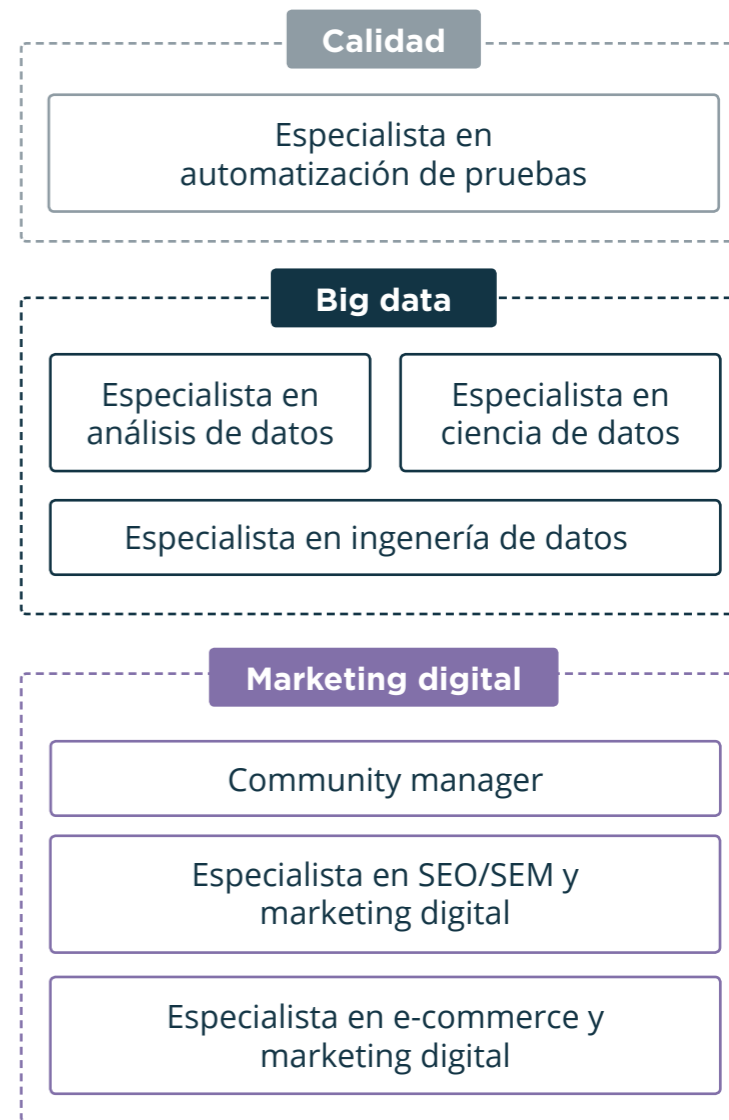 Calidad
Especialista en
automatización de pruebas
Big data
Especialista en
análisis de datos
Especialista en
ciencia de datos
Especialista en ingenería de datos
Marketing digital
Community manager
Especialista en SEO/SEM y
marketing digital
Especialista en e-commerce y
marketing digital